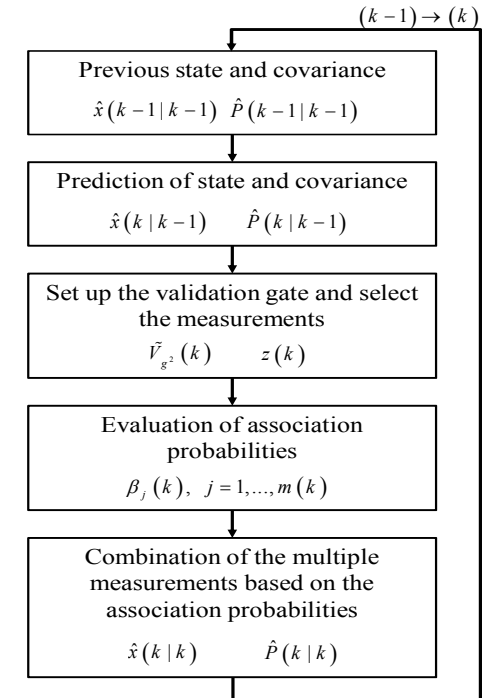 (k−1)→(k)
Previous state and covariance
x̂(k−1|k−1) P̂(k−1|k−1)
Prediction of state and covariance
x̂(k|k−1) P̂(k|k−1)
Set up the validation gate and select
the measurements
Ṽ_{g²}(k) z(k)
Evaluation of association
probabilities
β_j(k), j=1,...,m(k)
Combination of the multiple
measurements based on the
association probabilities
x̂(k|k) P̂(k|k)